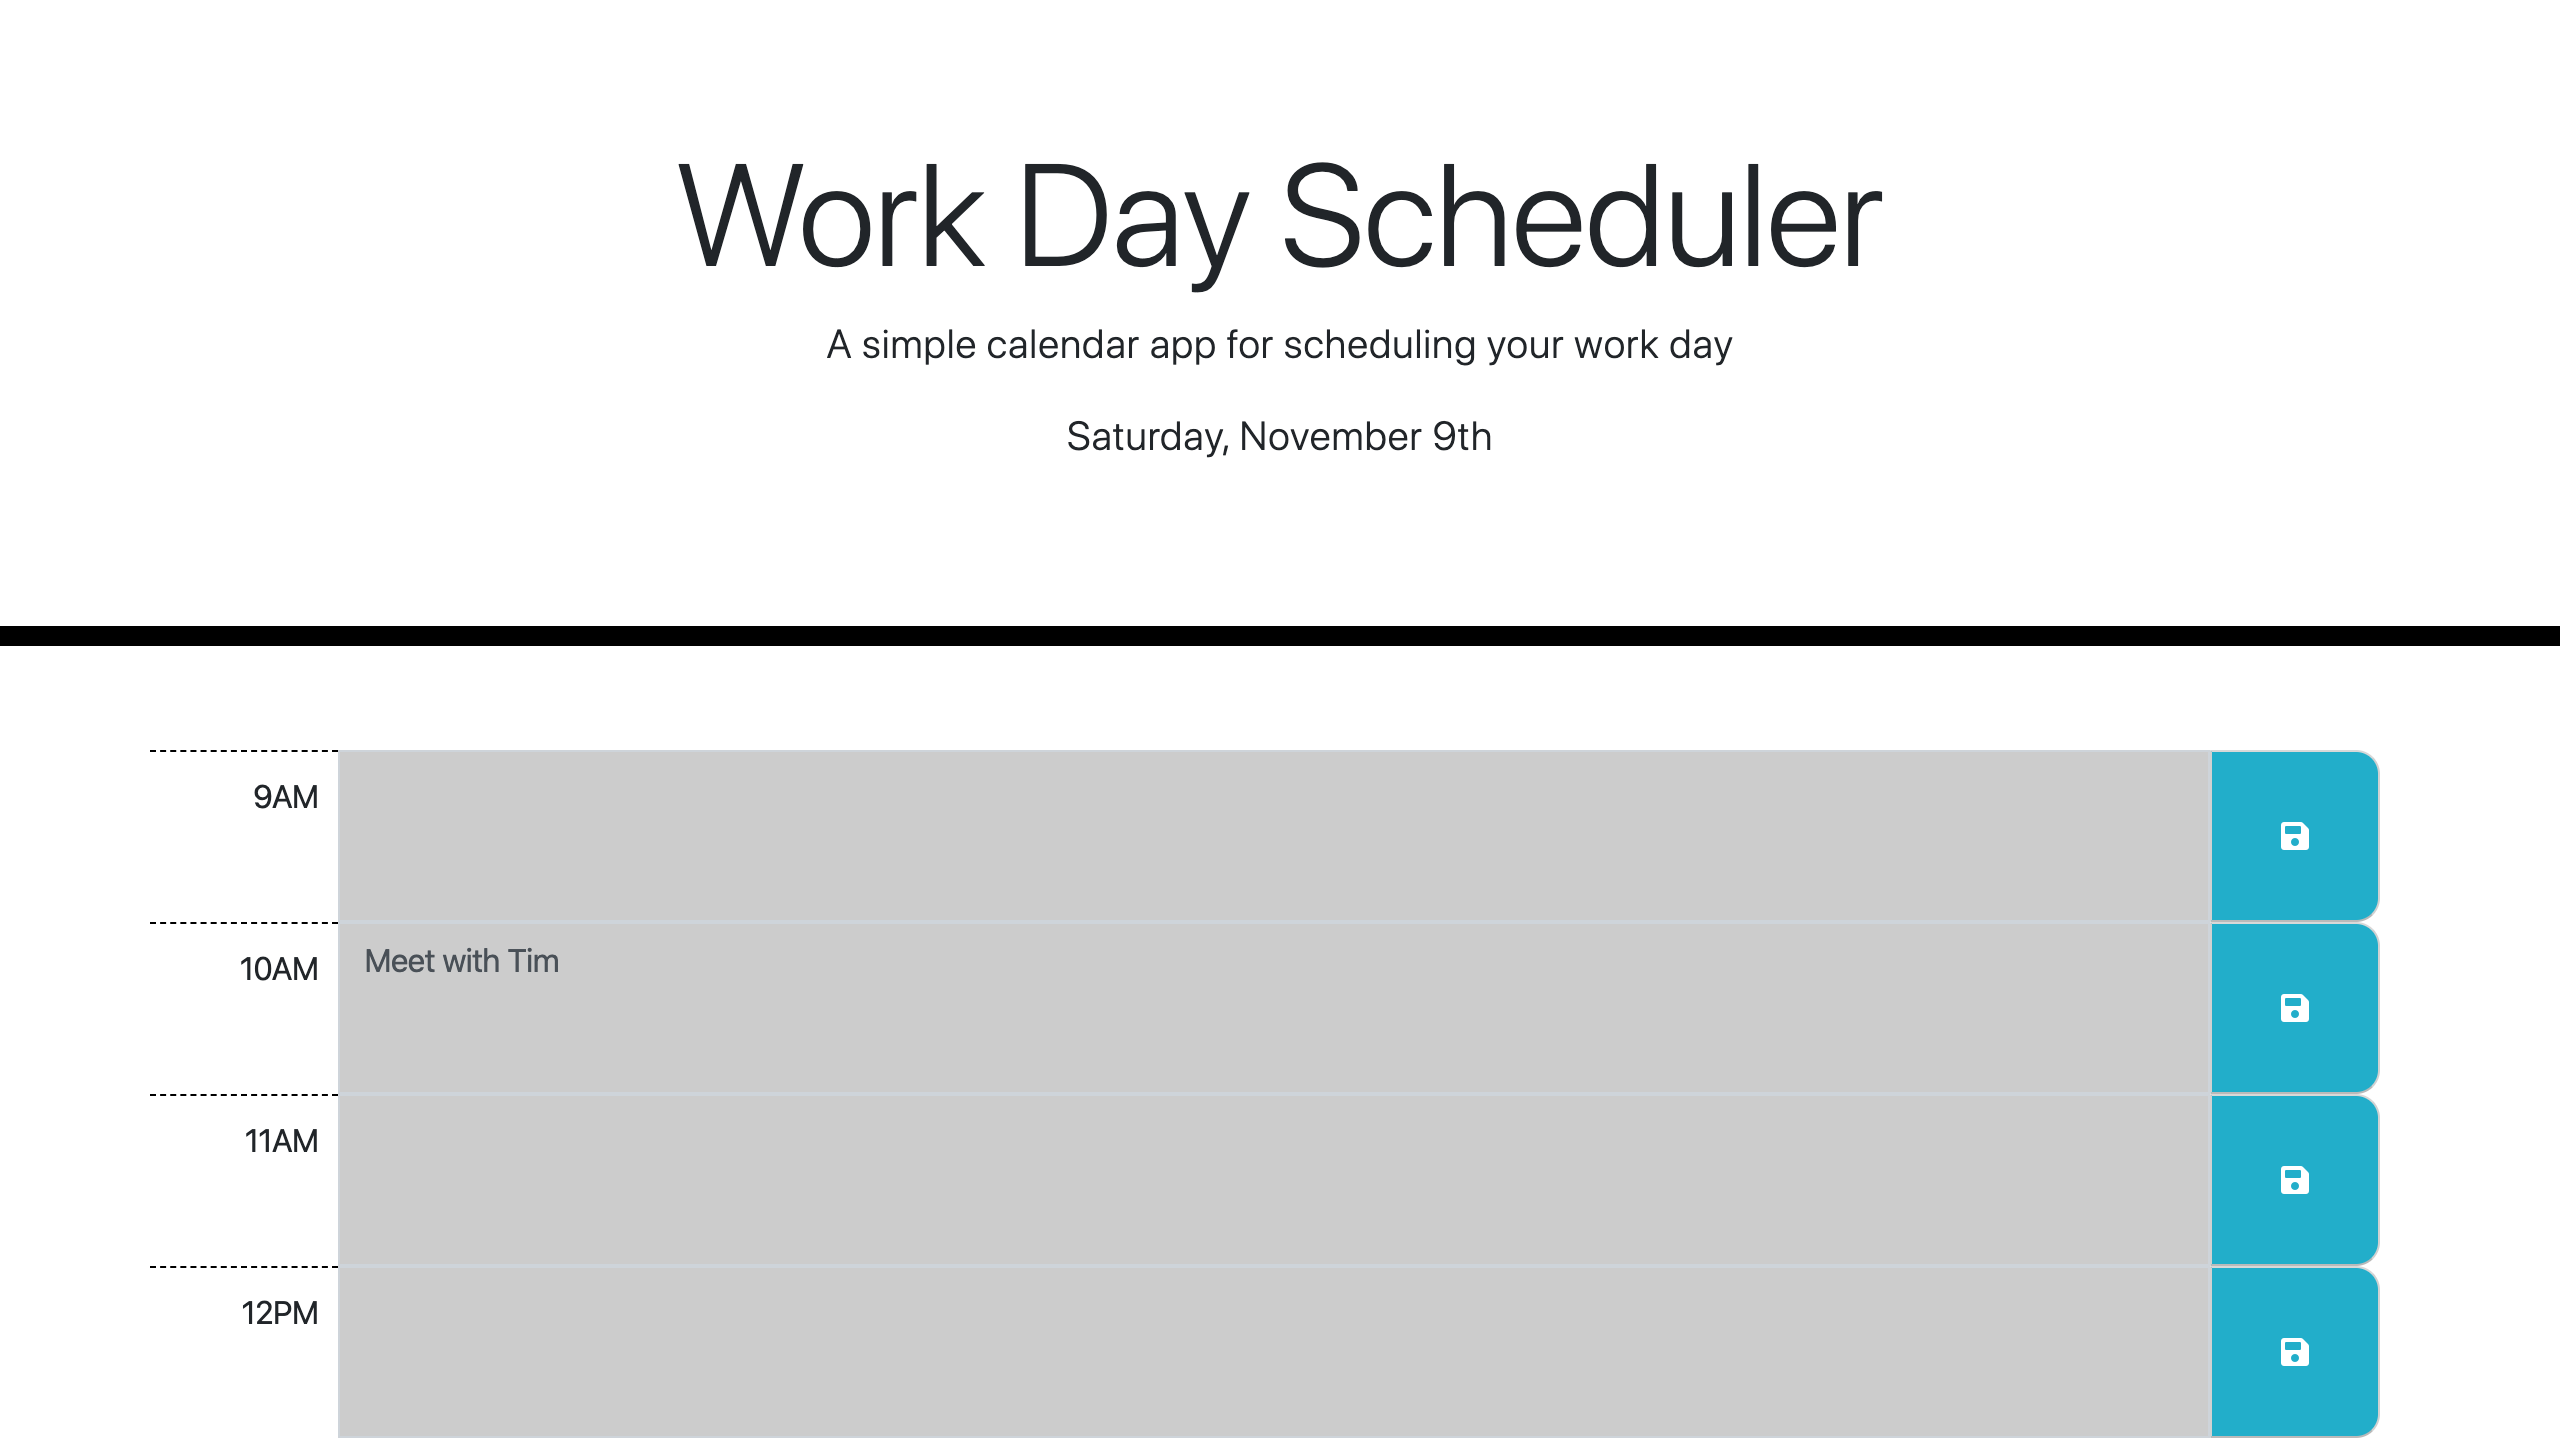 Work Day Scheduler
A simple calendar app for scheduling your work day
Saturday, November 9th
9AM
10AM
Meet with Tim
11AM
12PM